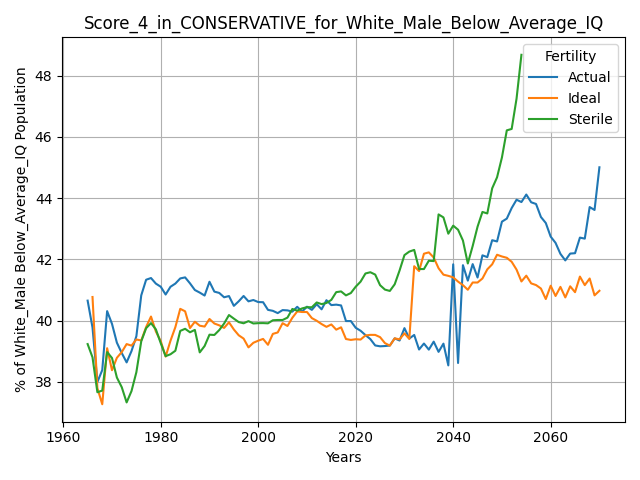 Score_4_in_CONSERVATIVE_for_White_Male_Below_Average_IQ
% of White_Male Below_Average_IQ Population
48
46
44
42
40
38
Fertility
Actual
Ideal
Sterile
1960 1980 2000 2020 2040 2060
Years